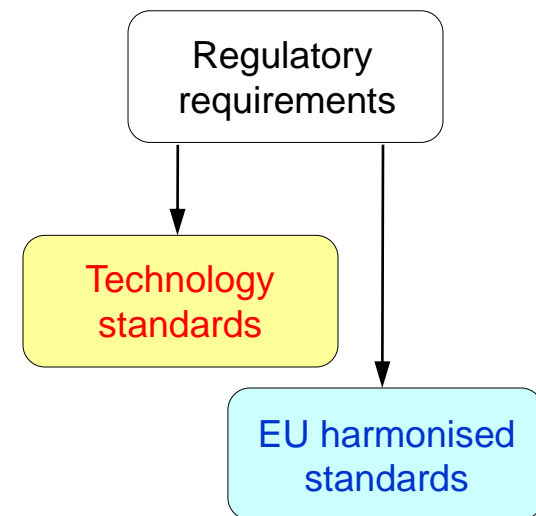 Regulatory
requirements
Technology
standards
EU harmonised
standards